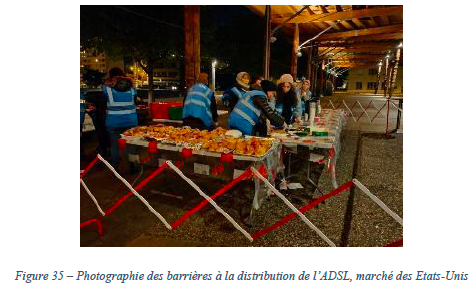 Figure 35 – Photographie des barrières à la distribution de l'ADSL, marché des Etats-Unis